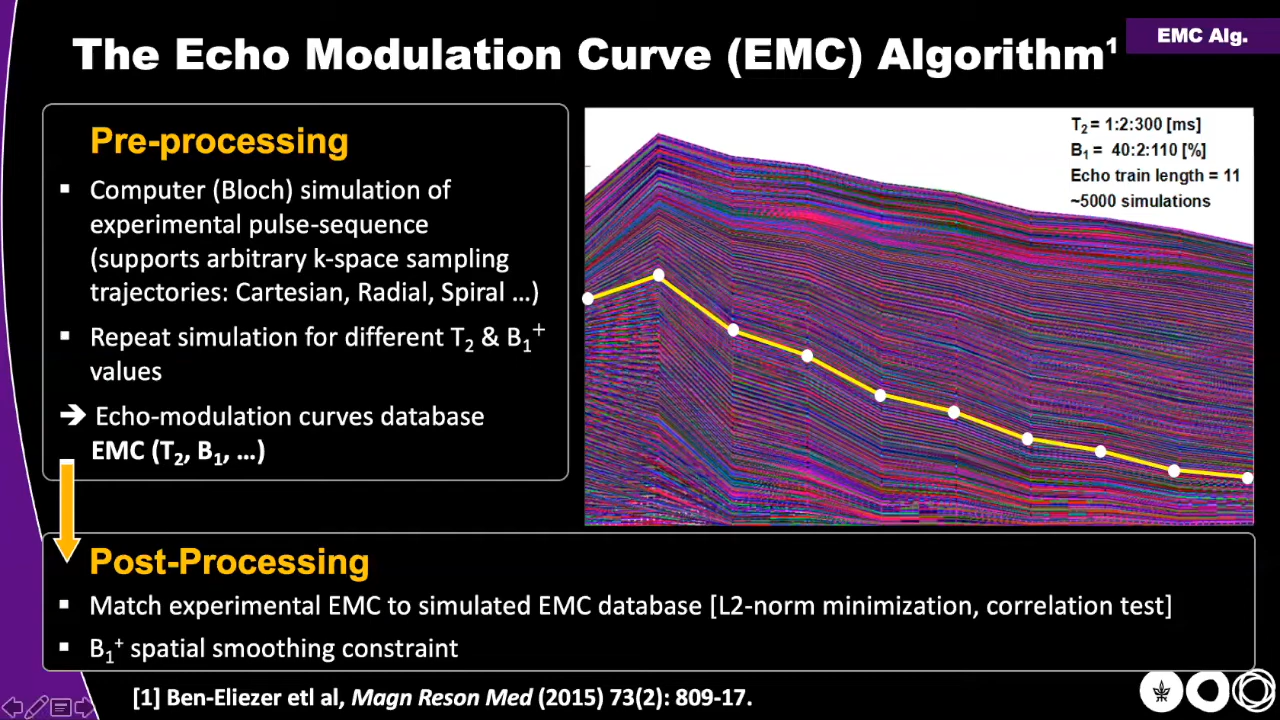 EMC Alg.
The Echo Modulation Curve (EMC) Algorithm¹
Pre-processing
▪ Computer (Bloch) simulation of
experimental pulse-sequence
(supports arbitrary k-space sampling
trajectories: Cartesian, Radial, Spiral ...)
▪ Repeat simulation for different T₂ & B₁⁺
values
➔ Echo-modulation curves database
EMC (T₂, B₁, ...)
T₂ = 1:2:300 [ms]
B₁ = 40:2:110 [%]
Echo train length = 11
~5000 simulations
Post-Processing
▪ Match experimental EMC to simulated EMC database [L2-norm minimization, correlation test]
▪ B₁⁺ spatial smoothing constraint
[1] Ben-Eliezer etl al, Magn Reson Med (2015) 73(2): 809-17.